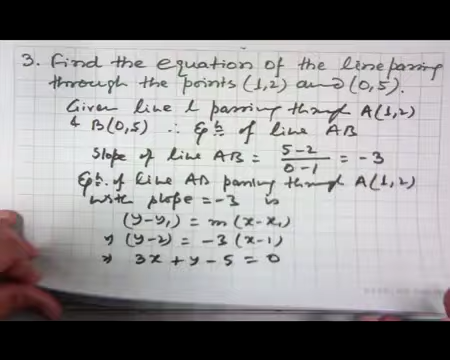 3. Find the equation of the line passing
through the points (1,2) and (0,5).
Given line l passing through A(1,2)
& B(0,5) ∴ Eqn. of line AB
Slope of line AB = 5-2 / 0-1 = -3
Eqn. of line AB passing through A(1,2)
with slope = -3 is
(y-y₁) = m(x-x₁)
⇒ (y-2) = -3(x-1)
⇒ 3x + y - 5 = 0